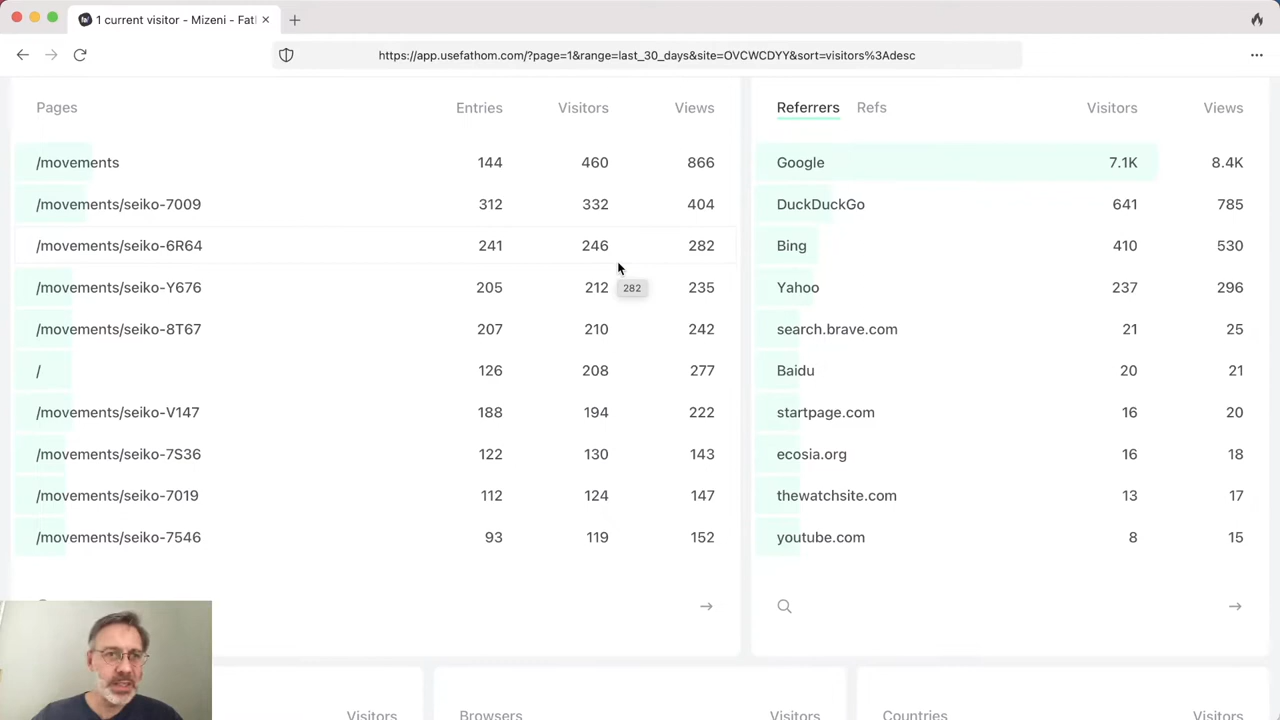 1 current visitor - Mizeni - Fat
https://app.usefathom.com/?page=1&range=last_30_days&site=OVCWCDYY&sort=visitors%3Adesc
Pages Entries Visitors Views
/movements 144 460 866
/movements/seiko-7009 312 332 404
/movements/seiko-6R64 241 246 282
/movements/seiko-Y676 205 212 235
282
/movements/seiko-8T67 207 210 242
/ 126 208 277
/movements/seiko-V147 188 194 222
/movements/seiko-7S36 122 130 143
/movements/seiko-7019 112 124 147
/movements/seiko-7546 93 119 152
Referrers Refs Visitors Views
Google 7.1K 8.4K
DuckDuckGo 641 785
Bing 410 530
Yahoo 237 296
search.brave.com 21 25
Baidu 20 21
startpage.com 16 20
ecosia.org 16 18
thewatchsite.com 13 17
youtube.com 8 15
Visitors
Browsers Visitors
Countries Visitors